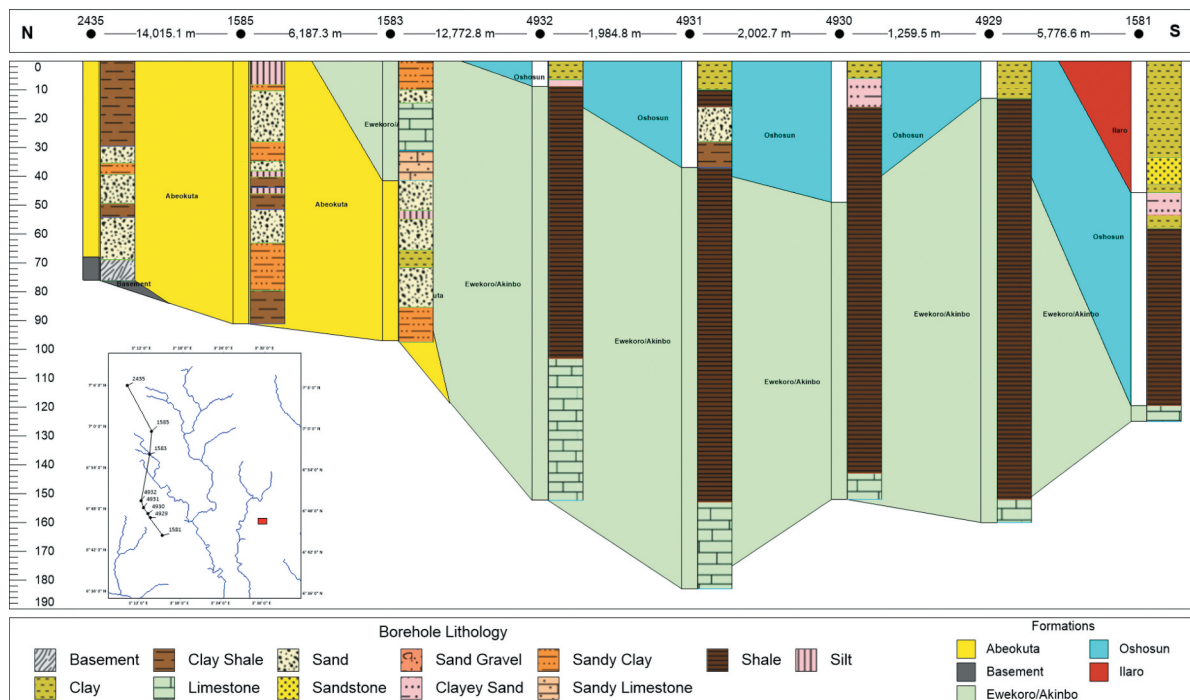 2435 1585 1583 4932 4931 4930 4929 1581
N 14,015.1 m 6,187.3 m 12,772.8 m 1,984.8 m 2,002.7 m 1,259.5 m 5,776.6 m S
0
10
20
30
40
50
60
70
80
90
100
110
120
130
140
150
160
170
180
190
Oshosun
Ewekoro/A
Oshosun
Oshosun
Oshosun
Ilaro
Abeokuta
Abeokuta
Oshosun
Basement
uta
Ewekoro/Akinbo
Ewekoro/Akinbo
Ewekoro/Akinbo
Ewekoro/Akinbo
Ewekoro/Akinbo
2435
1585
1583
4932
4931
4930
4929
1581
Borehole Lithology
Basement Clay Shale Sand Sand Gravel Sandy Clay Shale Silt
Clay Limestone Sandstone Clayey Sand Sandy Limestone
Formations
Abeokuta Oshosun
Basement Ilaro
Ewekoro/Akinbo